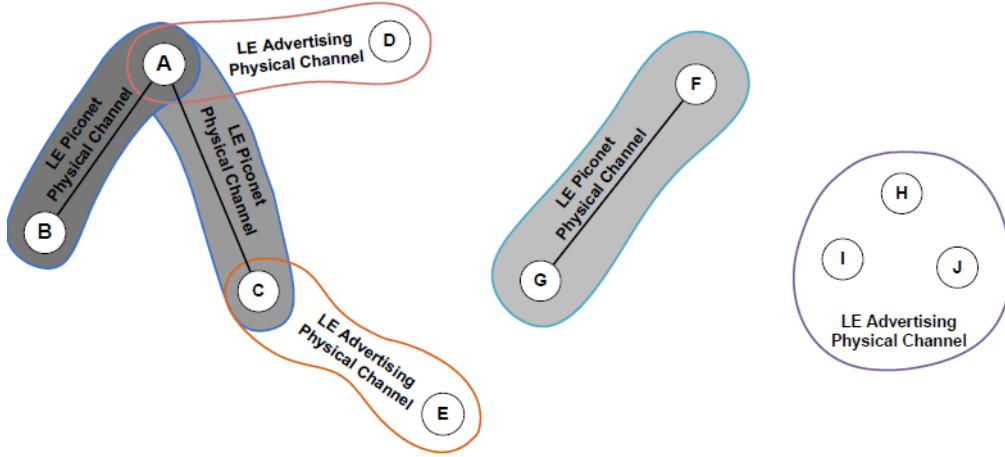 LE Advertising
Physical Channel
D
A
LE Piconet
Physical Channel
LE Piconet
Physical Channel
B
C
LE Advertising
Physical Channel
E
F
LE Piconet
Physical Channel
G
H
I
J
LE Advertising
Physical Channel